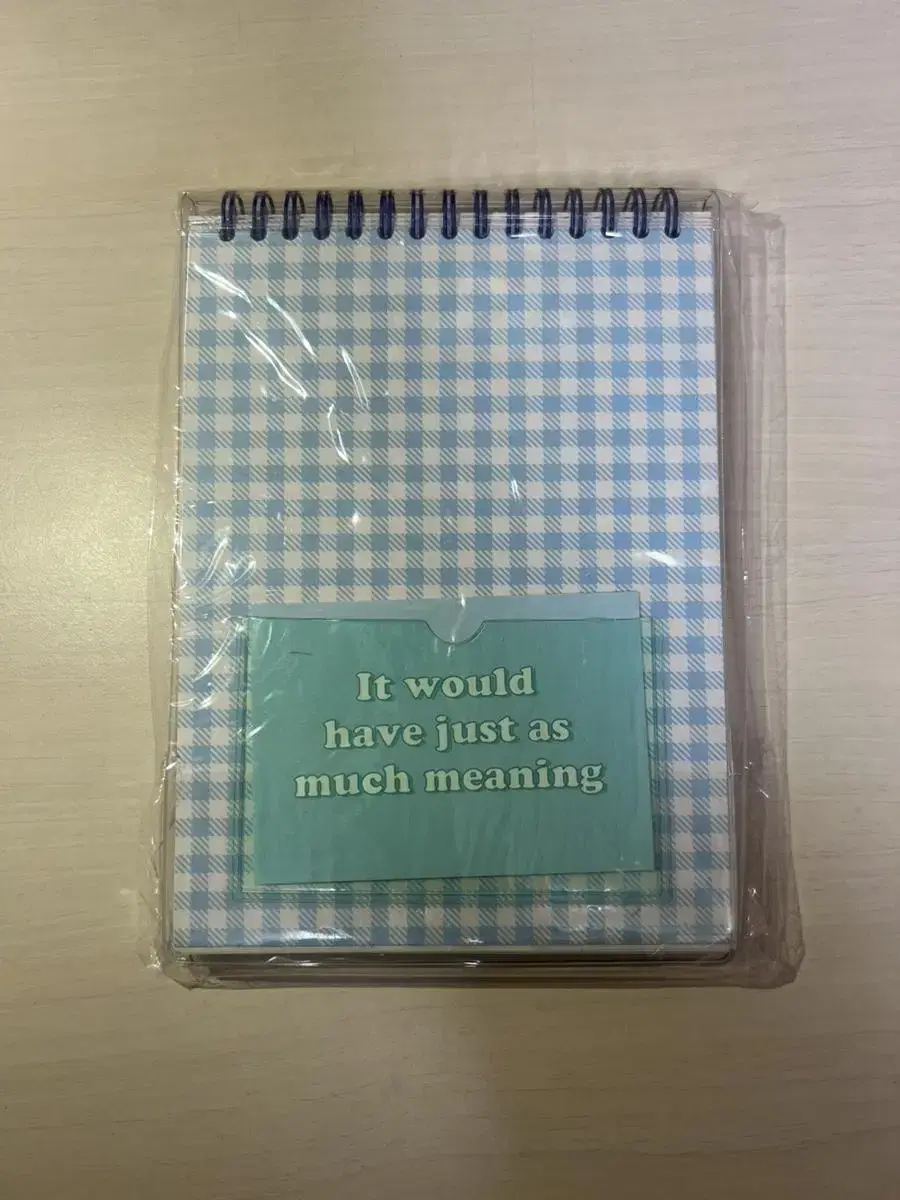 It would
have just as
much meaning